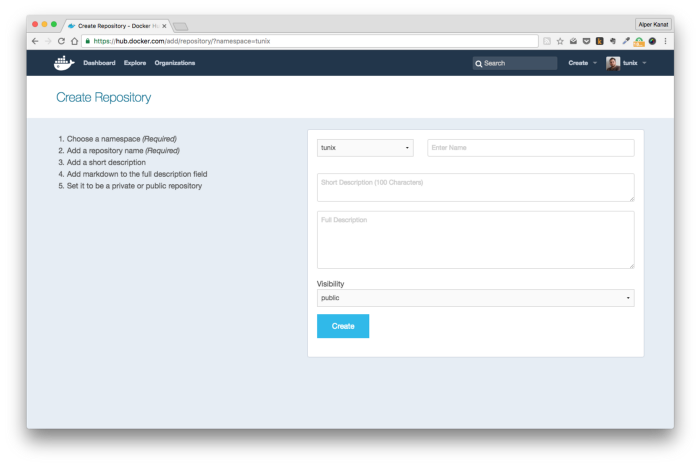 Create Repository - Docker Hu
Alper Kanat
https://hub.docker.com/add/repository/?namespace=tunix
Dashboard Explore Organizations Search Create tunix
Create Repository
1. Choose a namespace (Required)
2. Add a repository name (Required)
3. Add a short description
4. Add markdown to the full description field
5. Set it to be a private or public repository
tunix Enter Name
Short Description (100 Characters)
Full Description
Visibility
public
Create